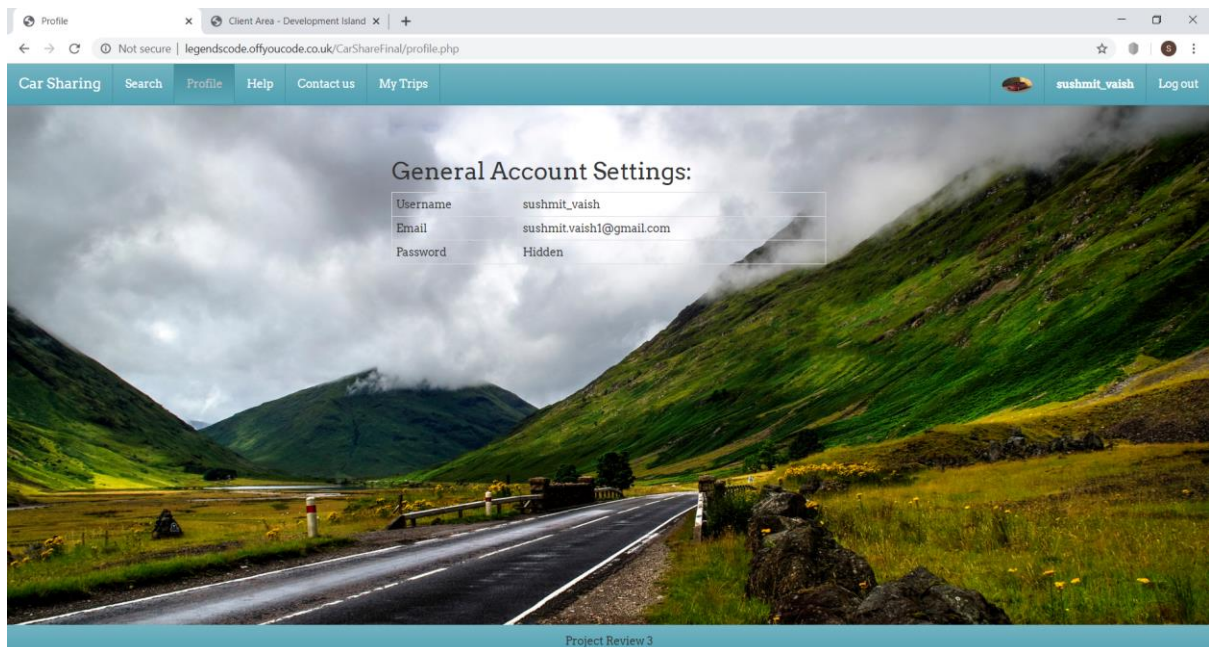 Profile
Client Area - Development Island
Not secure | legendscode.offyoucode.co.uk/CarShareFinal/profile.php
S
Car Sharing Search Profile Help Contact us My Trips sushmit_vaish Log out
General Account Settings:
Username sushmit_vaish
Email sushmit.vaish1@gmail.com
Password Hidden
Project Review 3